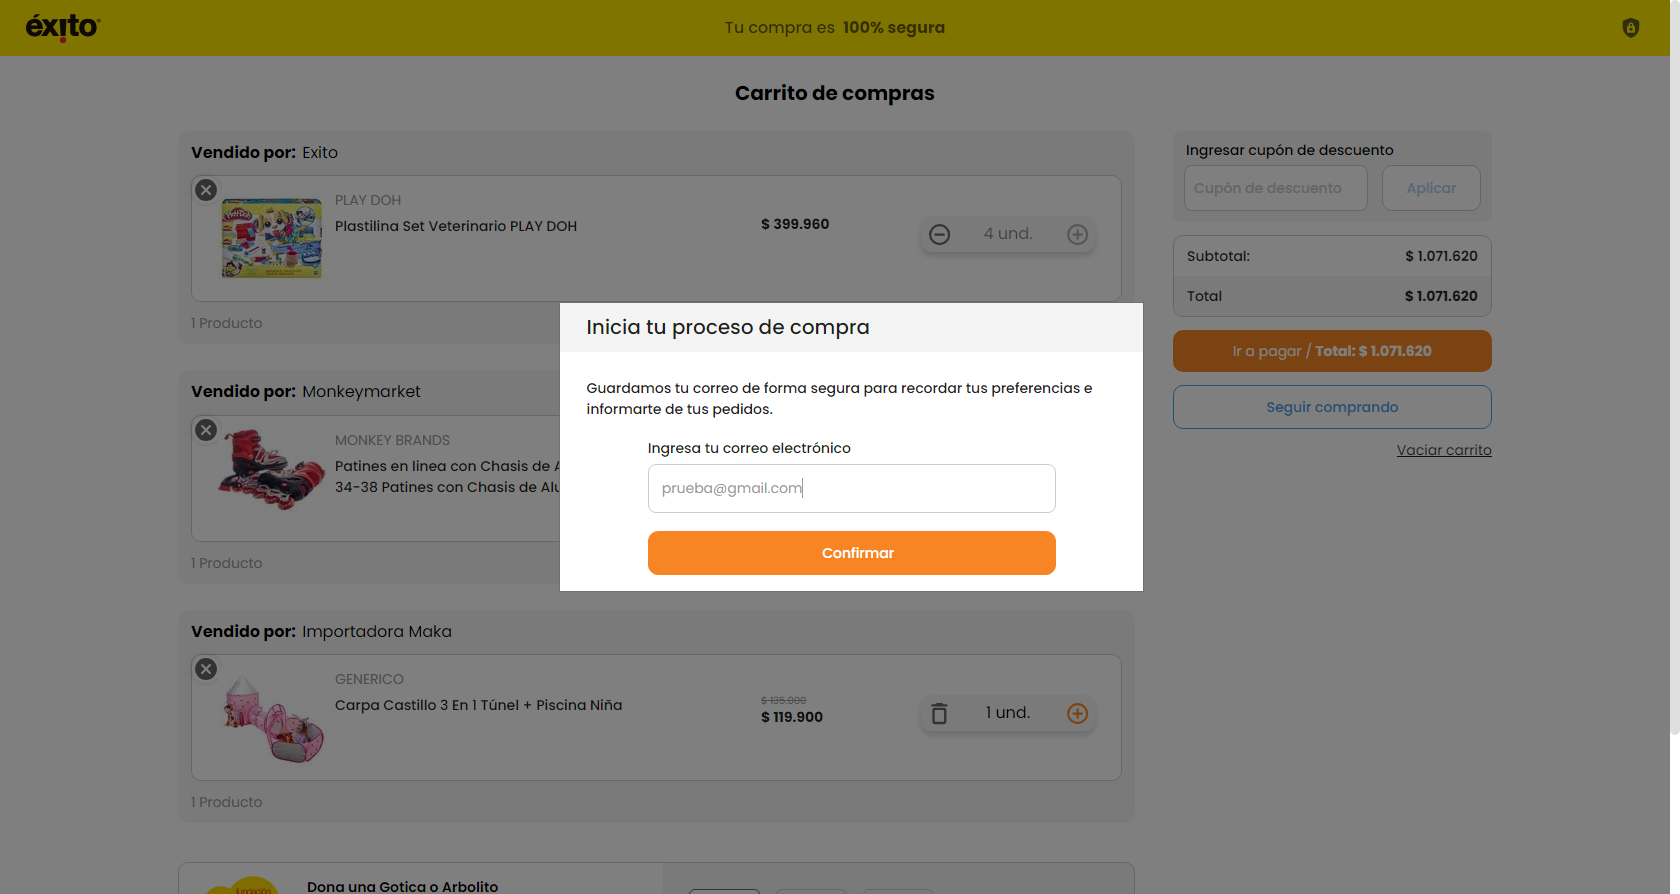 éxito
Tu compra es 100% segura
Carrito de compras
Vendido por: Exito
PLAY DOH
Plastilina Set Veterinario PLAY DOH
$ 399.960
4 und.
1 Producto
Vendido por: Monkeymarket
MONKEY BRANDS
Patines en linea con Chasis de A
34-38 Patines con Chasis de Alu
1 Producto
Vendido por: Importadora Maka
GENERICO
Carpa Castillo 3 En 1 Túnel + Piscina Niña
$ 135.000
$ 119.900
1 und.
1 Producto
fundación
Dona una Gotica o Arbolito
Inicia tu proceso de compra
Guardamos tu correo de forma segura para recordar tus preferencias e
informarte de tus pedidos.
Ingresa tu correo electrónico
prueba@gmail.com
Confirmar
Ingresar cupón de descuento
Cupón de descuento
Aplicar
Subtotal: $ 1.071.620
Total $ 1.071.620
Ir a pagar / Total: $ 1.071.620
Seguir comprando
Vaciar carrito